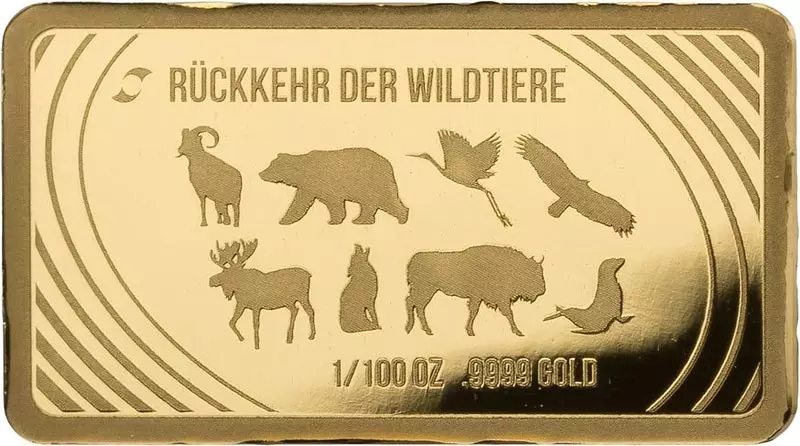 RÜCKKEHR DER WILDTIERE
1/100 OZ .9999 GOLD